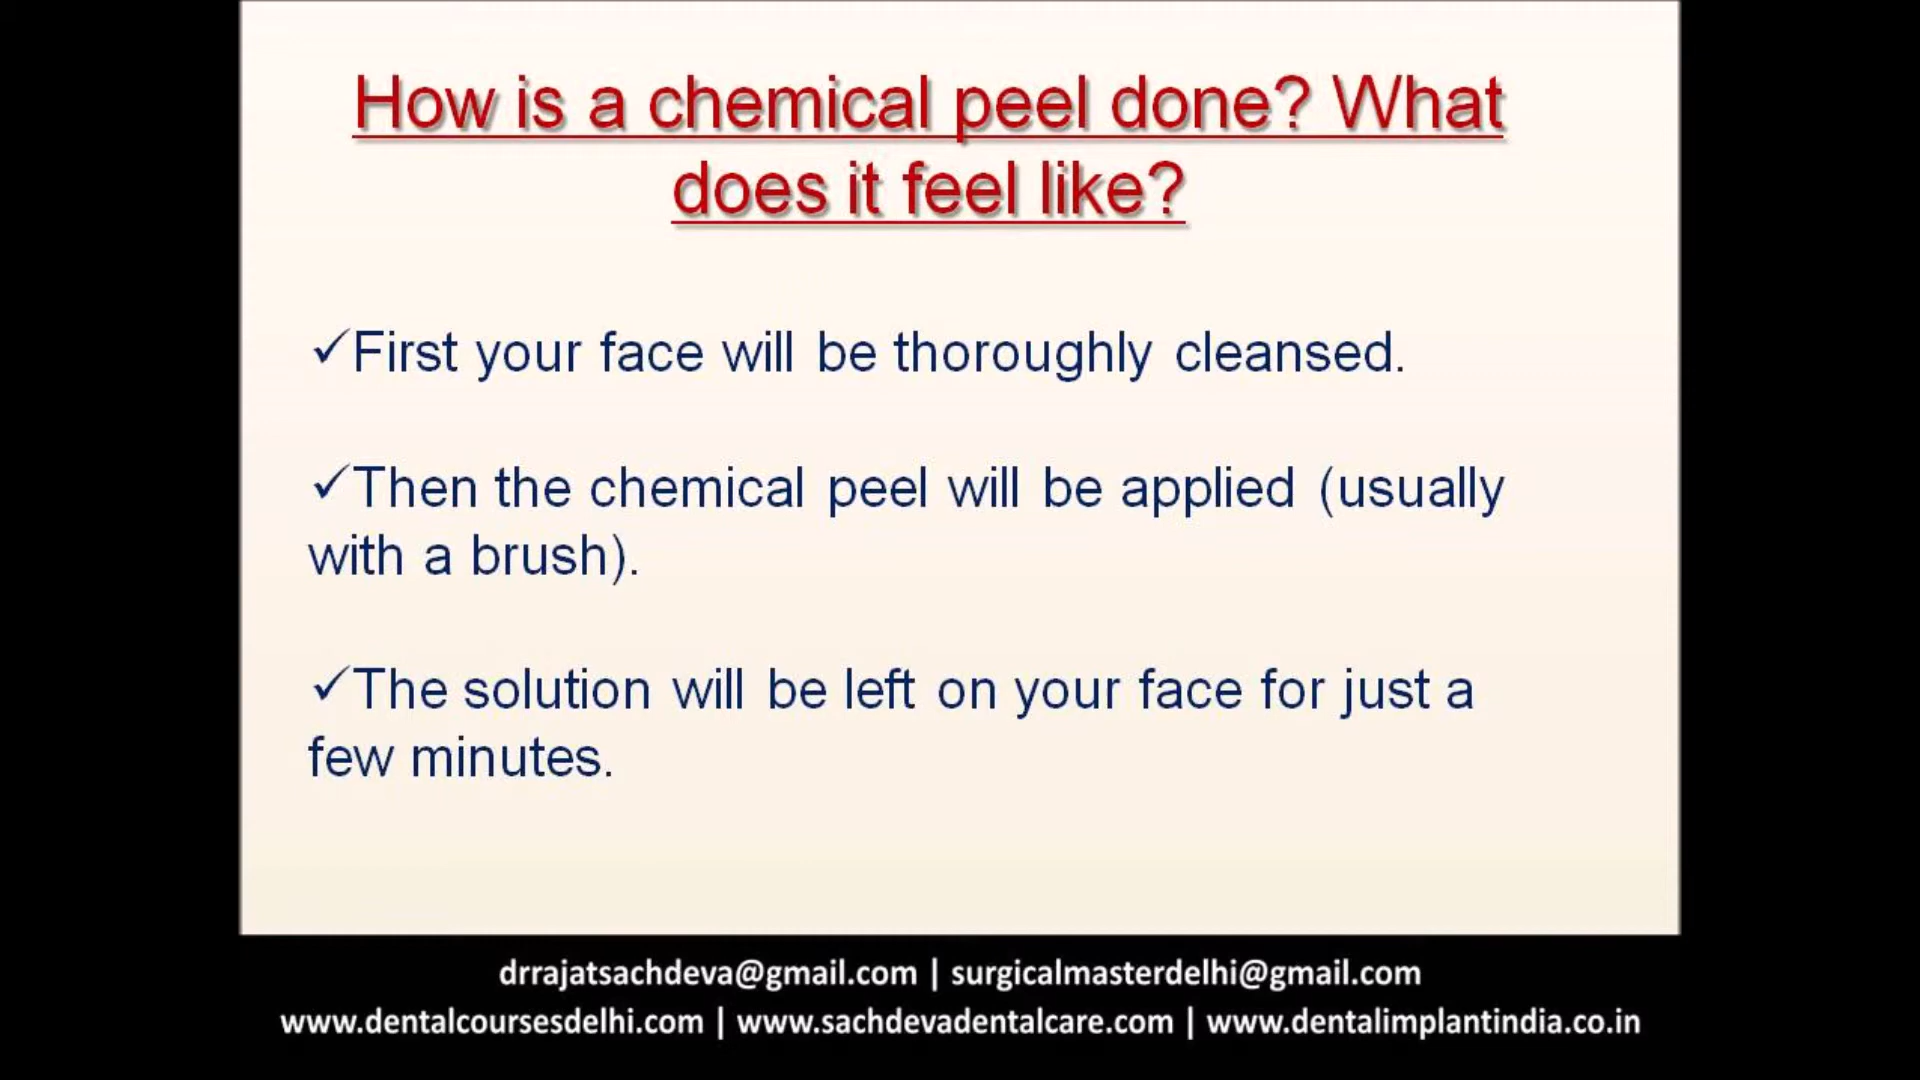 How is a chemical peel done? What
does it feel like?
✓First your face will be thoroughly cleansed.
✓Then the chemical peel will be applied (usually
with a brush).
✓The solution will be left on your face for just a
few minutes.
drrajatsachdeva@gmail.com | surgicalmasterdelhi@gmail.com
www.dentalcoursesdelhi.com | www.sachdevadentalcare.com | www.dentalimplantindia.co.in